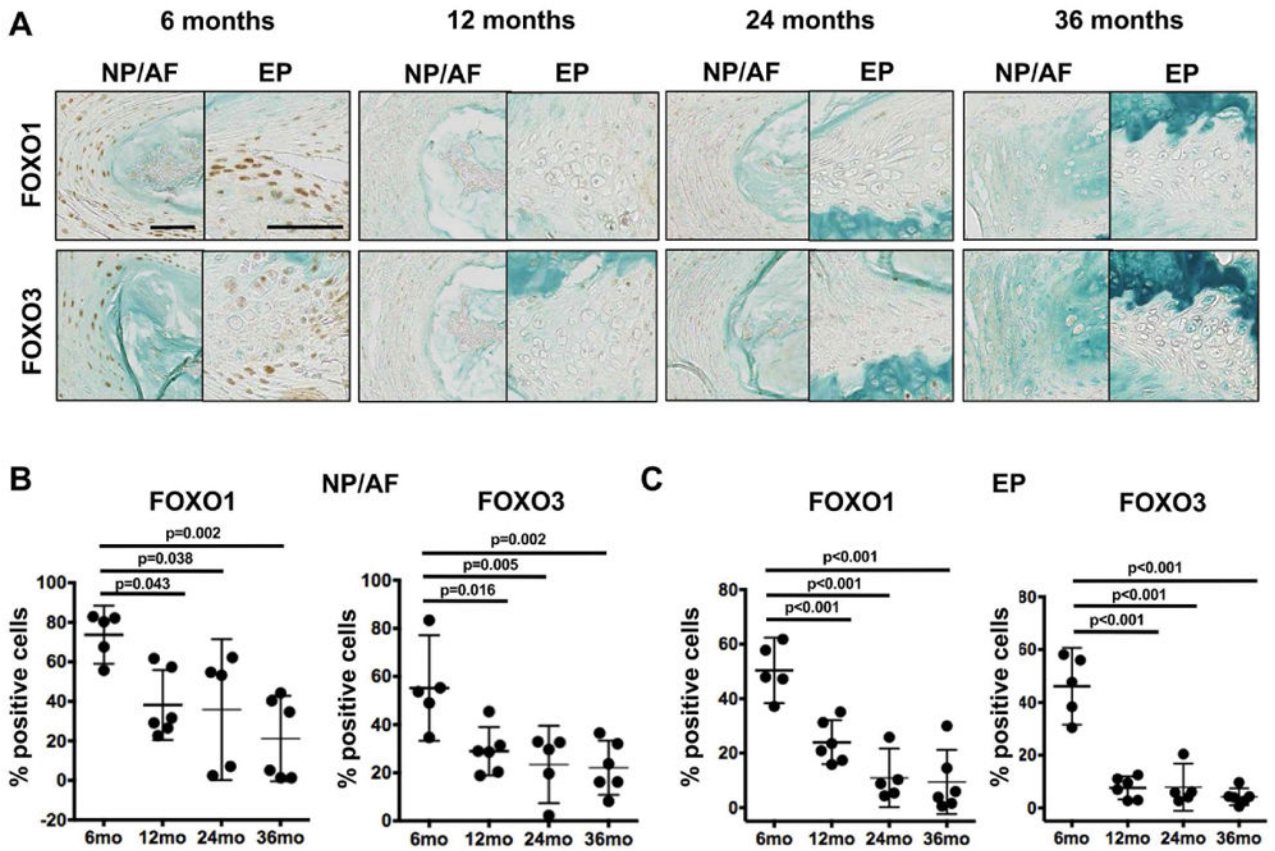 A
6 months 12 months 24 months 36 months
NP/AF EP NP/AF EP NP/AF EP NP/AF EP
FOXO1
FOXO3
B NP/AF C EP
FOXO1 FOXO3 FOXO1 FOXO3
p=0.002
p=0.038
p=0.043
% positive cells
100
80
60
40
20
0
-20
6mo 12mo 24mo 36mo
p=0.002
p=0.005
p=0.016
% positive cells
100
80
60
40
20
0
6mo 12mo 24mo 36mo
p<0.001
p<0.001
p<0.001
% positive cells
80
60
40
20
0
6mo 12mo 24mo 36mo
p<0.001
p<0.001
p<0.001
% positive cells
80
60
40
20
0
6mo 12mo 24mo 36mo